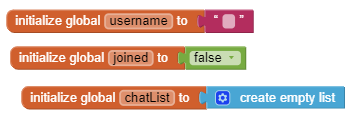 initialize global username to " "
initialize global joined to false
initialize global chatList to create empty list